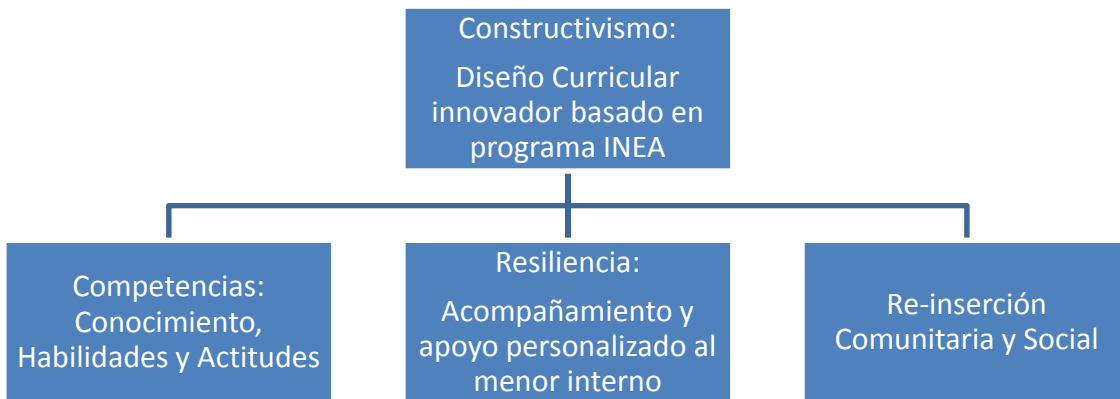 Constructivismo:
Diseño Curricular
innovador basado en
programa INEA
Competencias:
Conocimiento,
Habilidades y Actitudes
Resiliencia:
Acompañamiento y
apoyo personalizado al
menor interno
Re-inserción
Comunitaria y Social